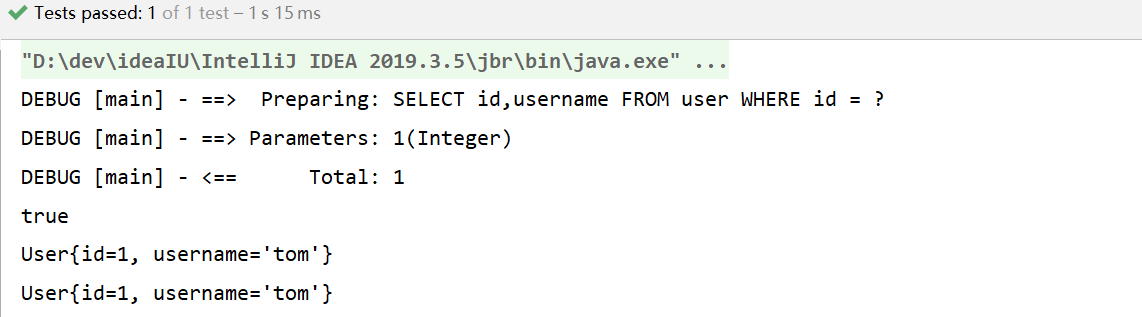 Tests passed: 1 of 1 test – 1 s 15 ms
"D:\dev\ideaIU\IntelliJ IDEA 2019.3.5\jbr\bin\java.exe" ...
DEBUG [main] - ==>  Preparing: SELECT id,username FROM user WHERE id = ?
DEBUG [main] - ==> Parameters: 1(Integer)
DEBUG [main] - <==      Total: 1
true
User{id=1, username='tom'}
User{id=1, username='tom'}